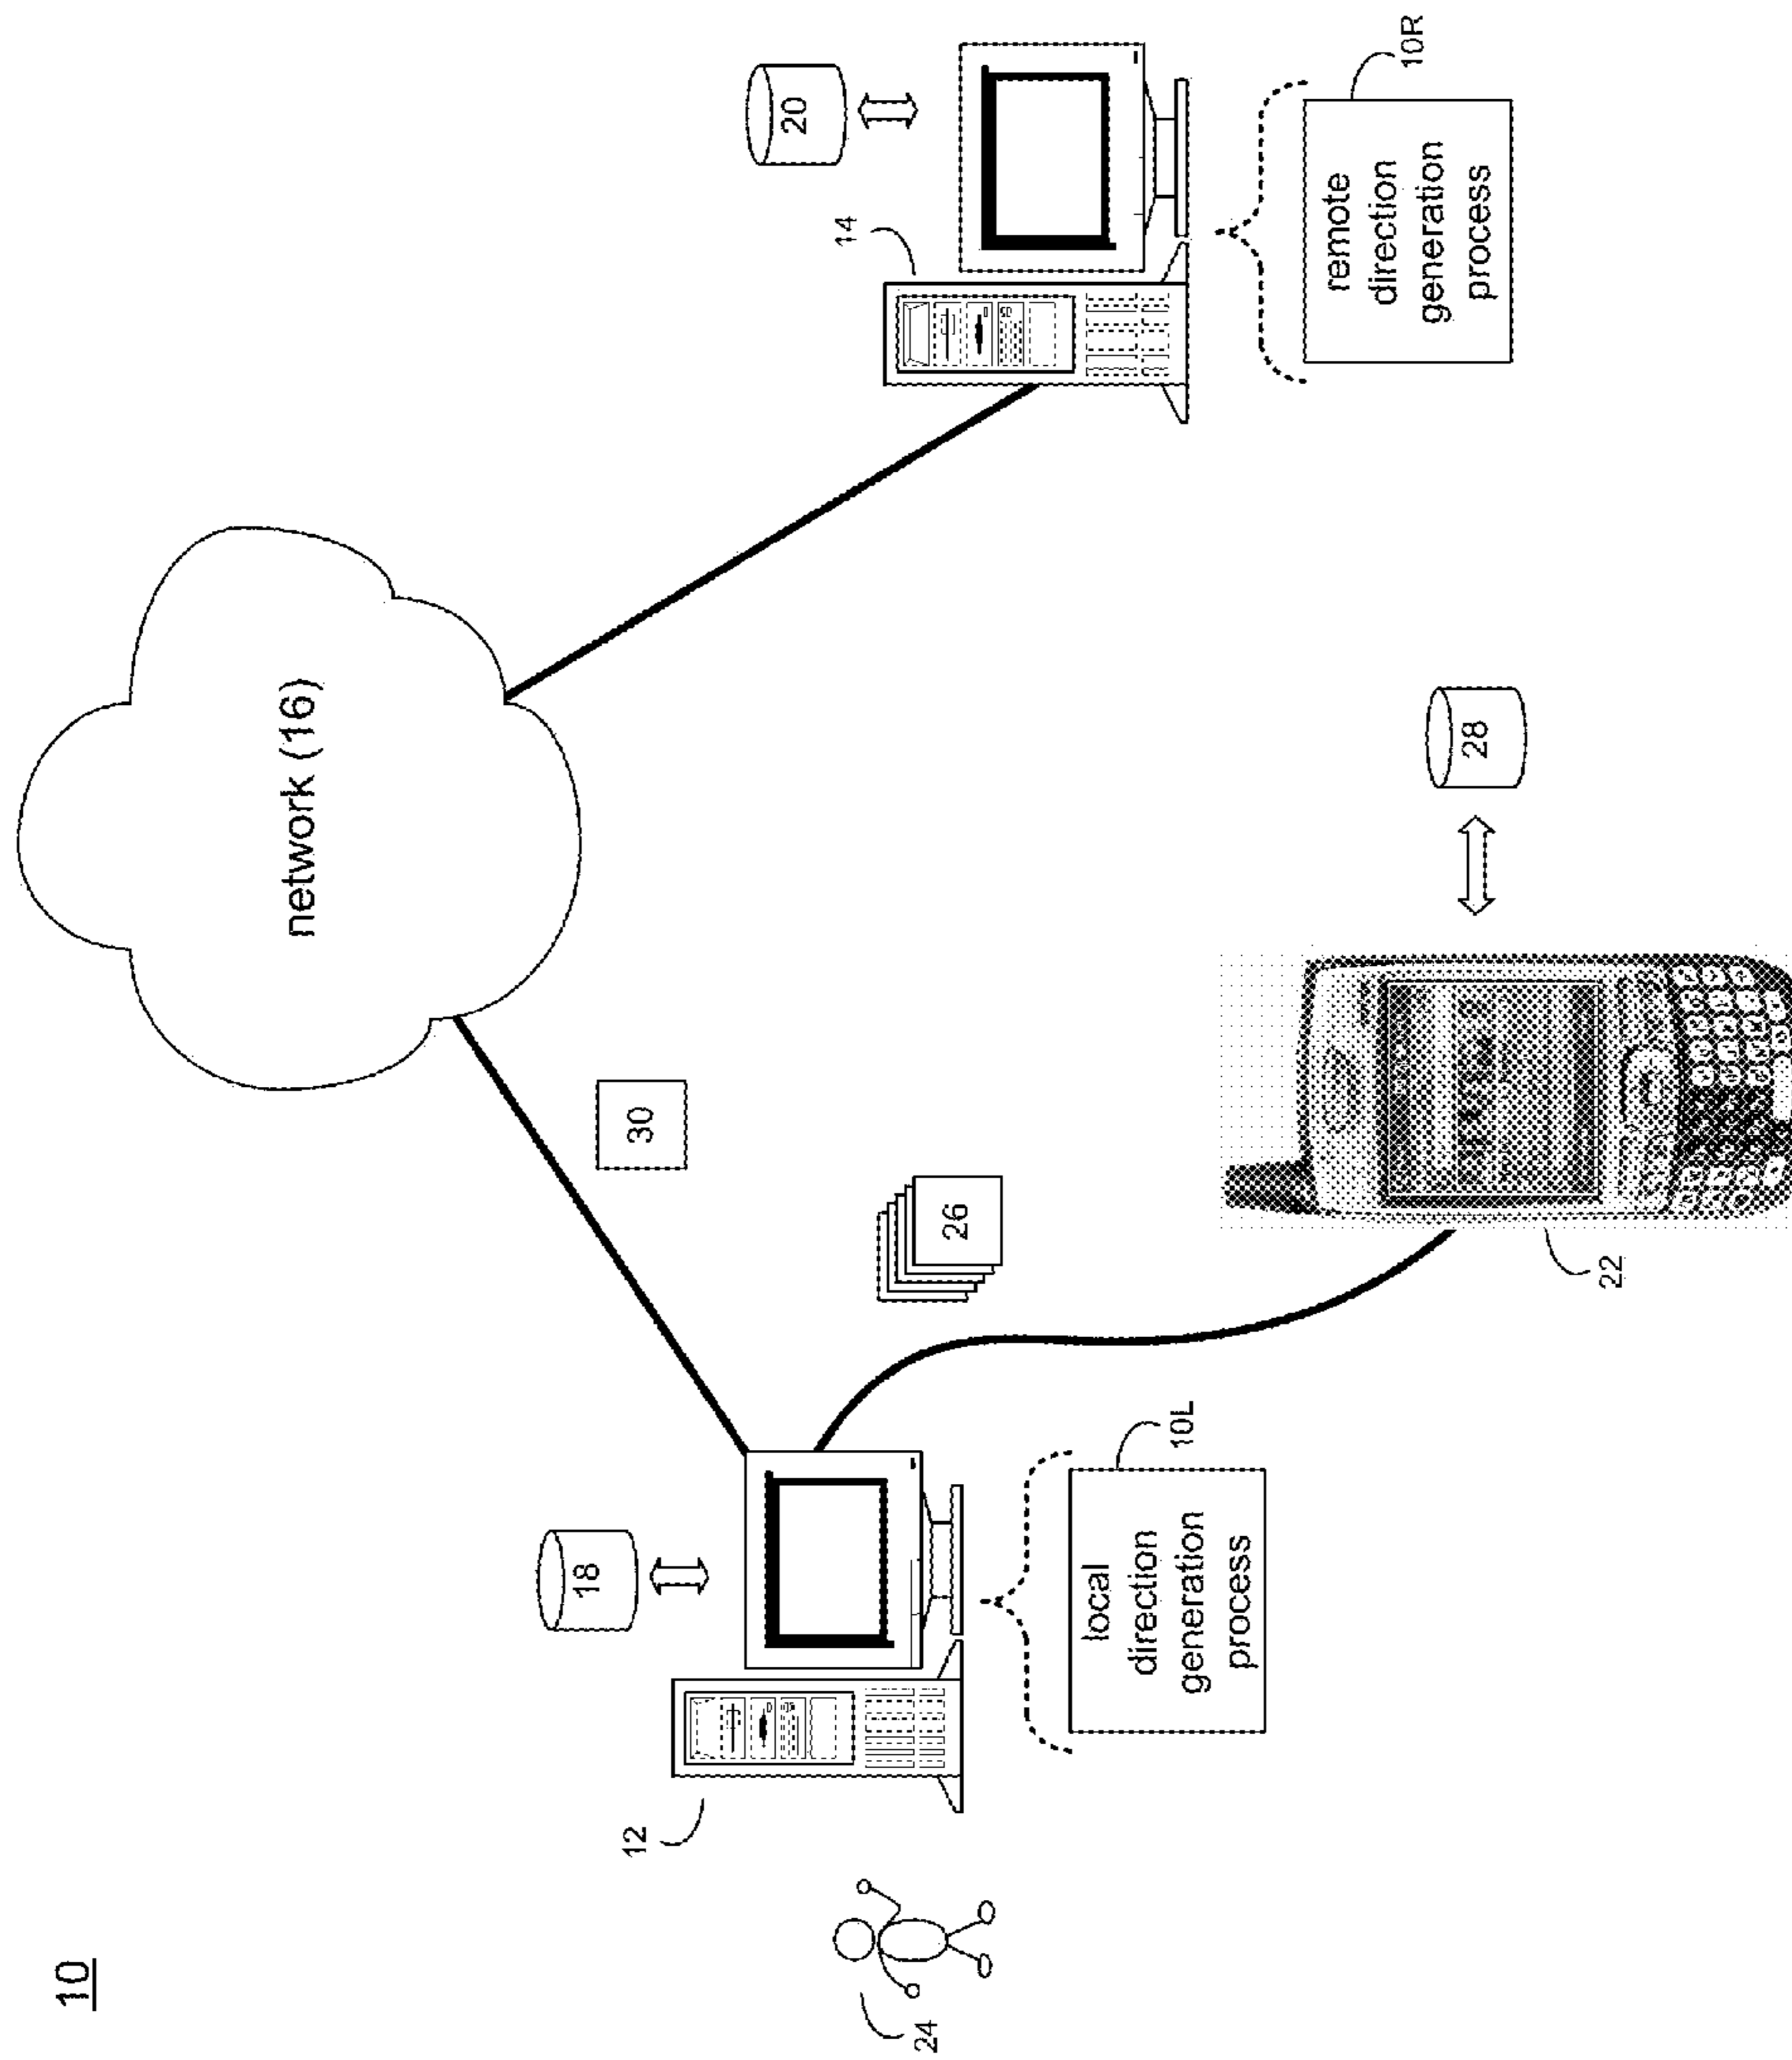 10
network (16)
18
20
12
14
30
24
26
28
22
10L
local
direction
generation
process
10R
remote
direction
generation
process